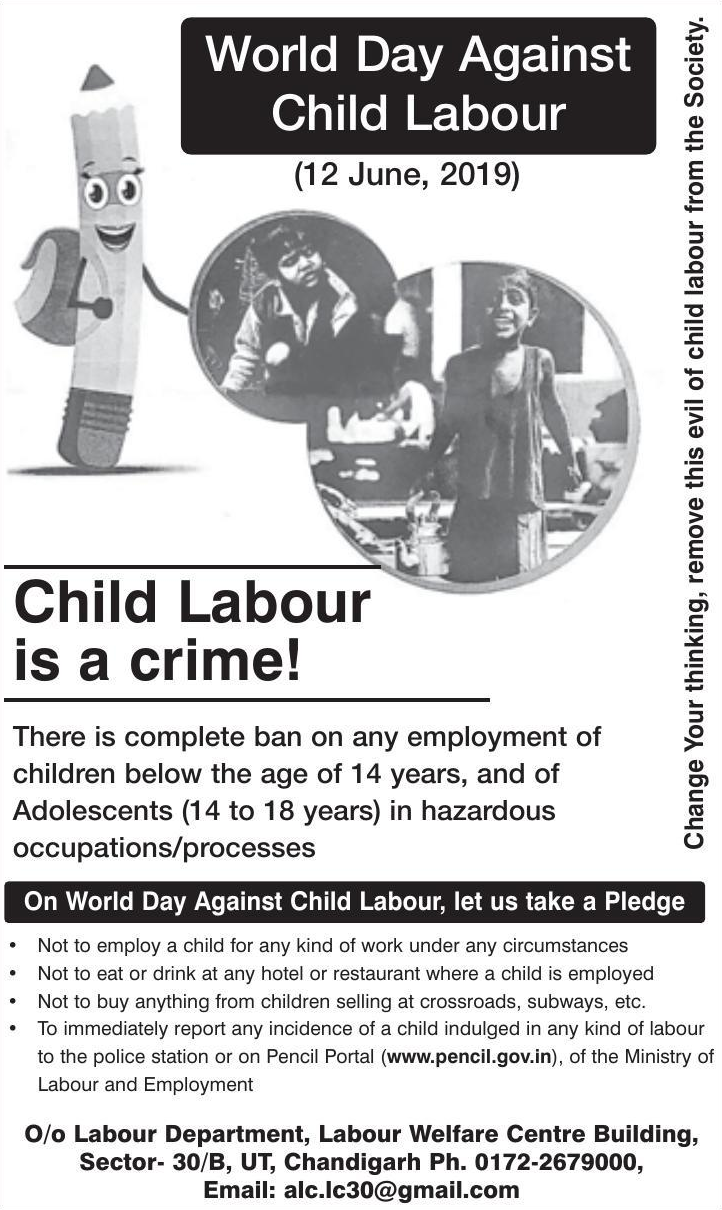 World Day Against
Child Labour
(12 June, 2019)
Change Your thinking, remove this evil of child labour from the Society.
Child Labour
is a crime!
There is complete ban on any employment of
children below the age of 14 years, and of
Adolescents (14 to 18 years) in hazardous
occupations/processes
On World Day Against Child Labour, let us take a Pledge
• Not to employ a child for any kind of work under any circumstances
• Not to eat or drink at any hotel or restaurant where a child is employed
• Not to buy anything from children selling at crossroads, subways, etc.
• To immediately report any incidence of a child indulged in any kind of labour
to the police station or on Pencil Portal (www.pencil.gov.in), of the Ministry of
Labour and Employment
O/o Labour Department, Labour Welfare Centre Building,
Sector- 30/B, UT, Chandigarh Ph. 0172-2679000,
Email: alc.lc30@gmail.com